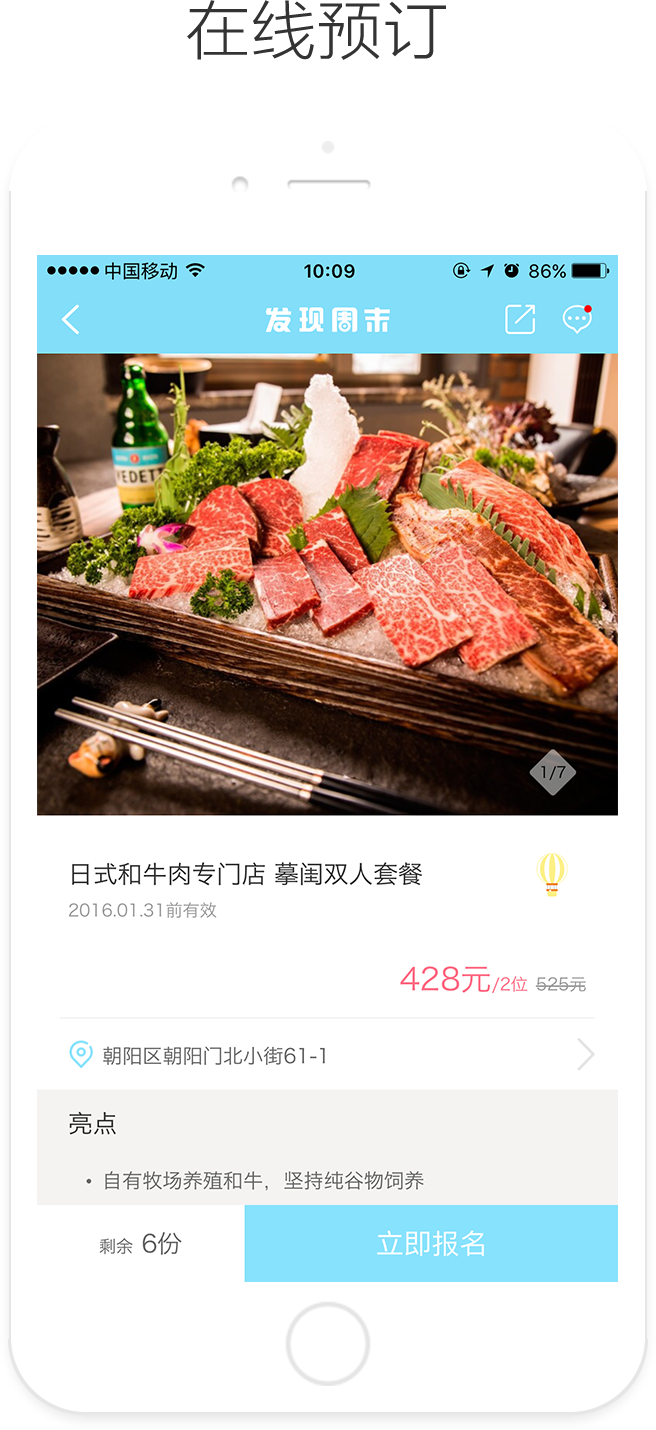 在线预订
中国移动 10:09 86%
发现周末
VEDETT
1/7
日式和牛肉专门店 摹闺双人套餐
2016.01.31前有效
428元/2位 525元
朝阳区朝阳门北小街61-1
亮点
• 自有牧场养殖和牛，坚持纯谷物饲养
剩余 6份
立即报名